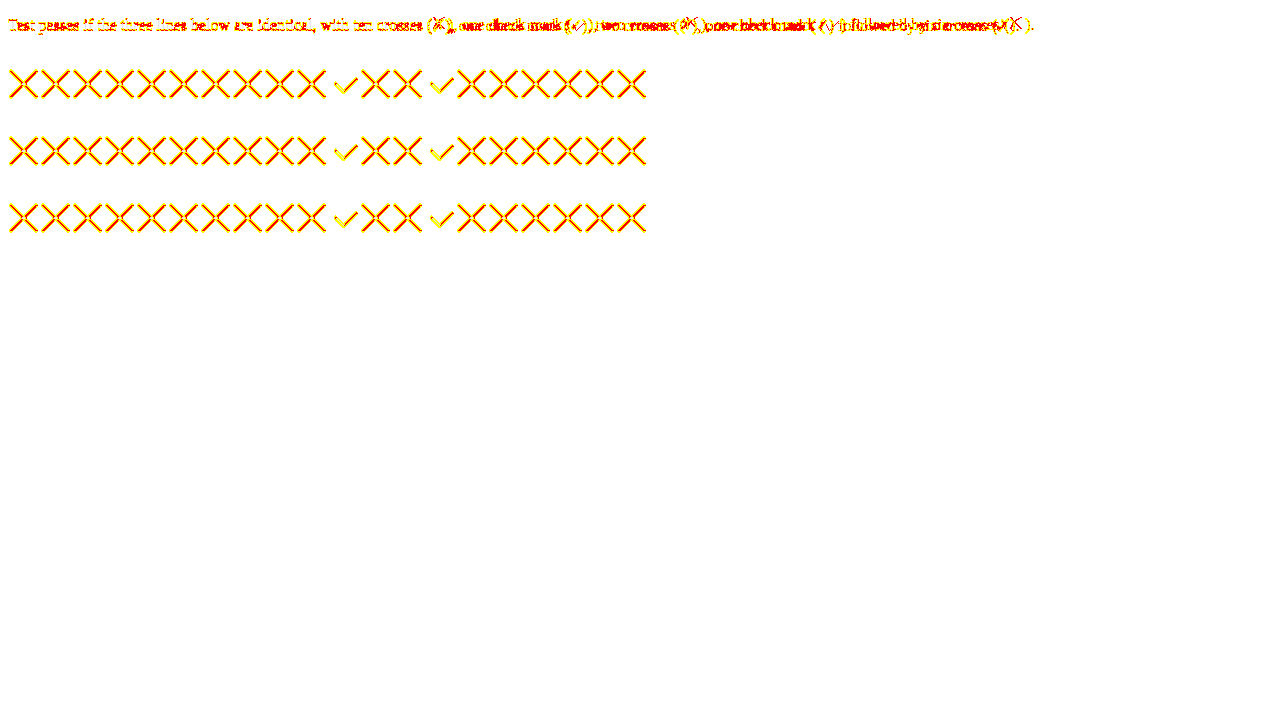 Test passes if the three lines below are identical, with ten crosses (✗), one check mark (✓), two crosses (✗), one check mark (✓) followed by six crosses (✗).
✗✗✗✗✗✗✗✗✗✗✓✗✗✓✗✗✗✗✗✗
✗✗✗✗✗✗✗✗✗✗✓✗✗✓✗✗✗✗✗✗
✗✗✗✗✗✗✗✗✗✗✓✗✗✓✗✗✗✗✗✗